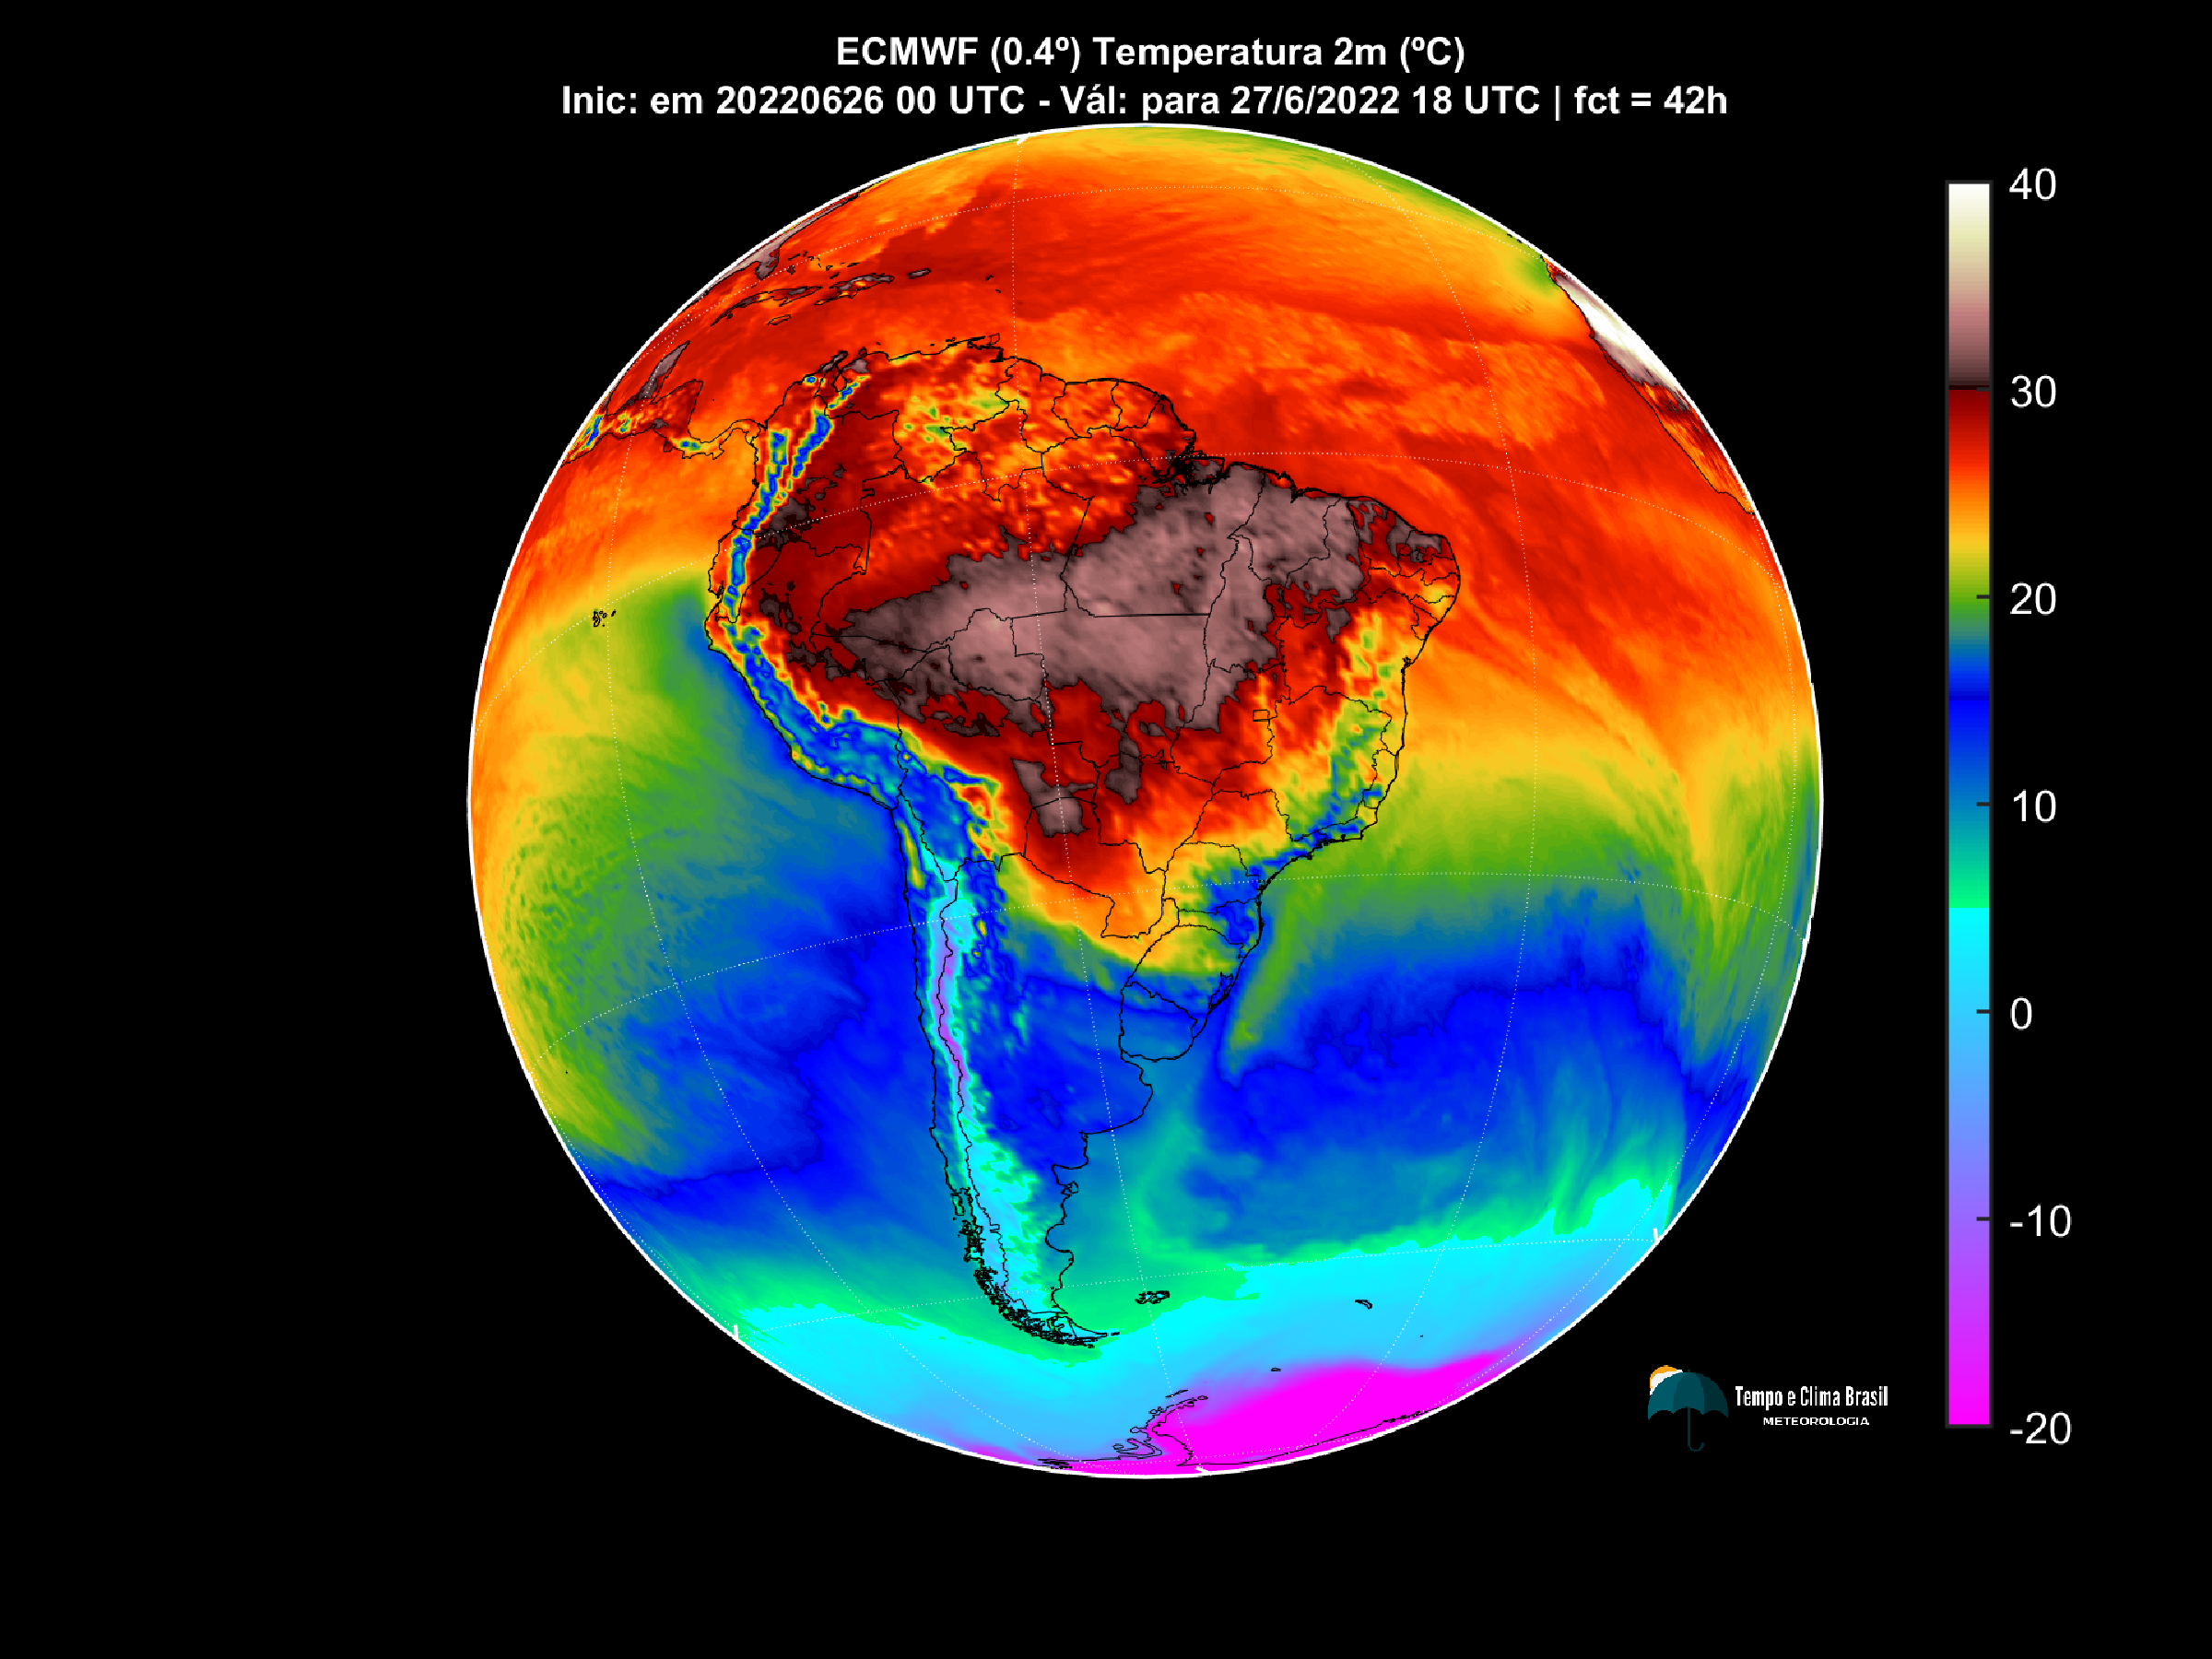 ECMWF (0.4º) Temperatura 2m (ºC)
Inic: em 20220626 00 UTC - Vál: para 27/6/2022 18 UTC | fct = 42h
40
30
20
10
0
-10
-20
Tempo e Clima Brasil
METEOROLOGIA